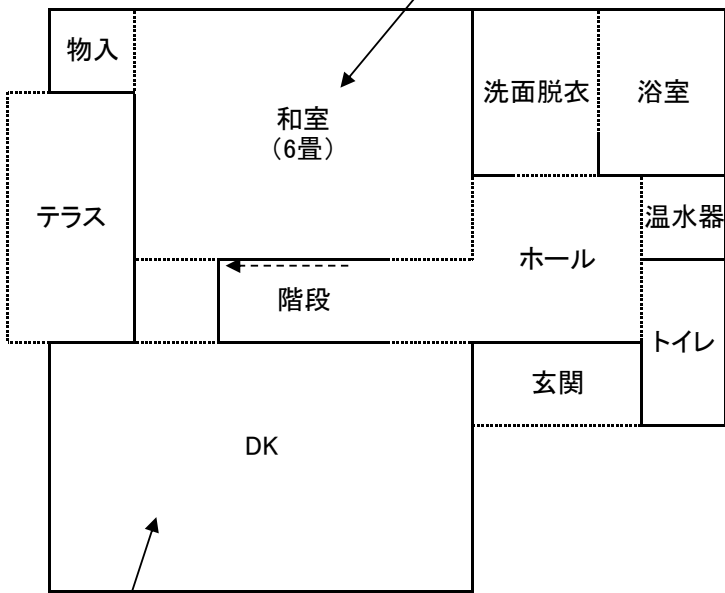 物入
和室
（6畳）
洗面脱衣
浴室
テラス
温水器
ホール
階段
トイレ
玄関
DK